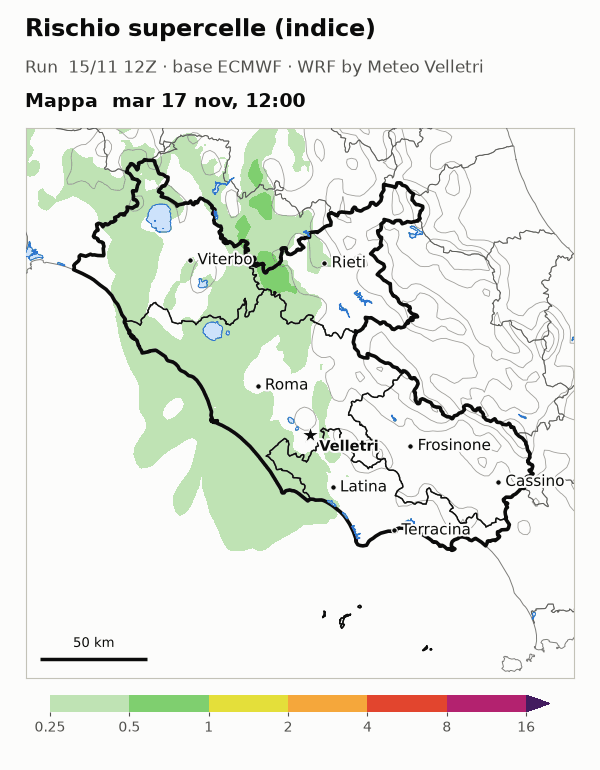 Rischio supercelle (indice)
Run  15/11 12Z · base ECMWF · WRF by Meteo Velletri
Mappa  mar 17 nov, 12:00
Viterbo
Rieti
Roma
Velletri
Frosinone
Latina
Cassino
Terracina
50 km
0.25 0.5 1 2 4 8 16